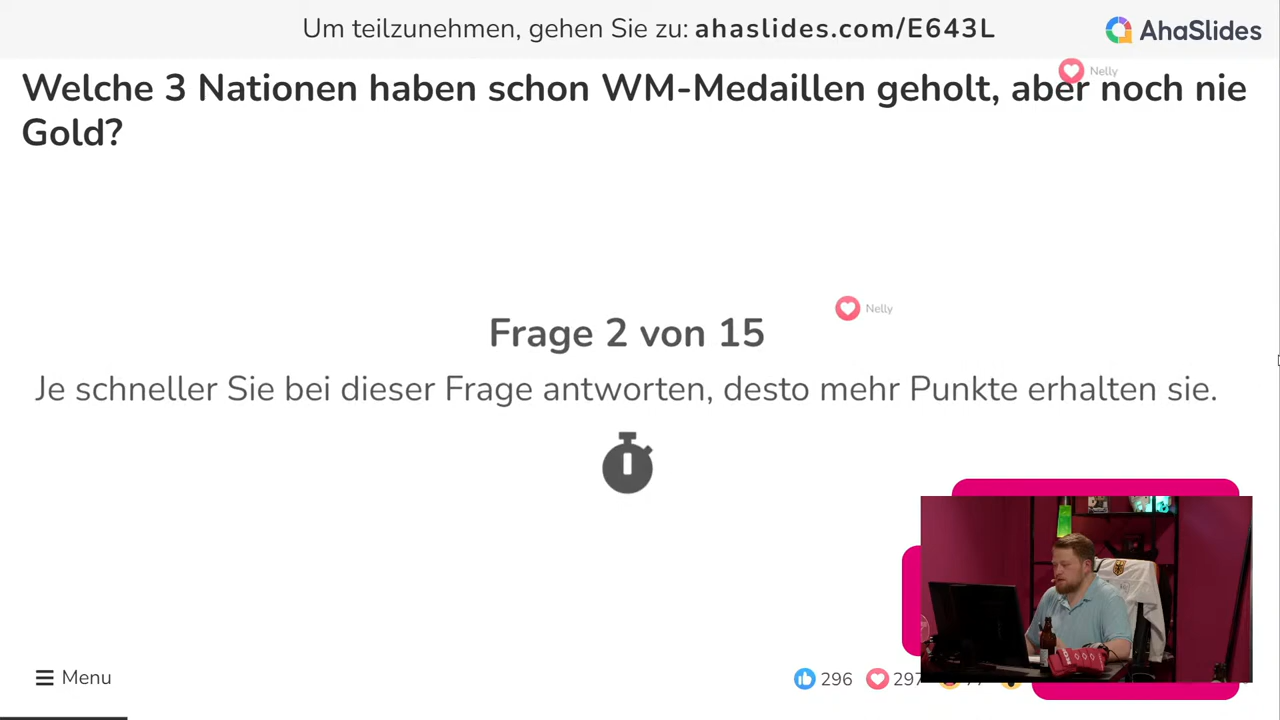 Um teilzunehmen, gehen Sie zu: ahaslides.com/E643L
AhaSlides
Nelly
Welche 3 Nationen haben schon WM-Medaillen geholt, aber noch nie
Gold?
Nelly
Frage 2 von 15
Je schneller Sie bei dieser Frage antworten, desto mehr Punkte erhalten sie.
Menu
296
297